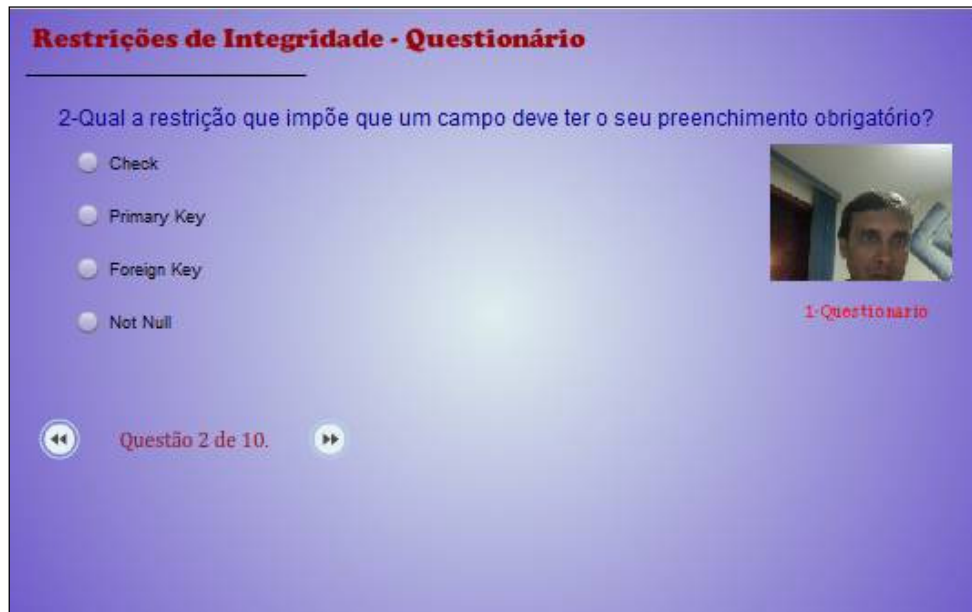 Restrições de Integridade - Questionário
2-Qual a restrição que impõe que um campo deve ter o seu preenchimento obrigatório?
Check
Primary Key
Foreign Key
Not Null
1-Questionario
Questão 2 de 10.